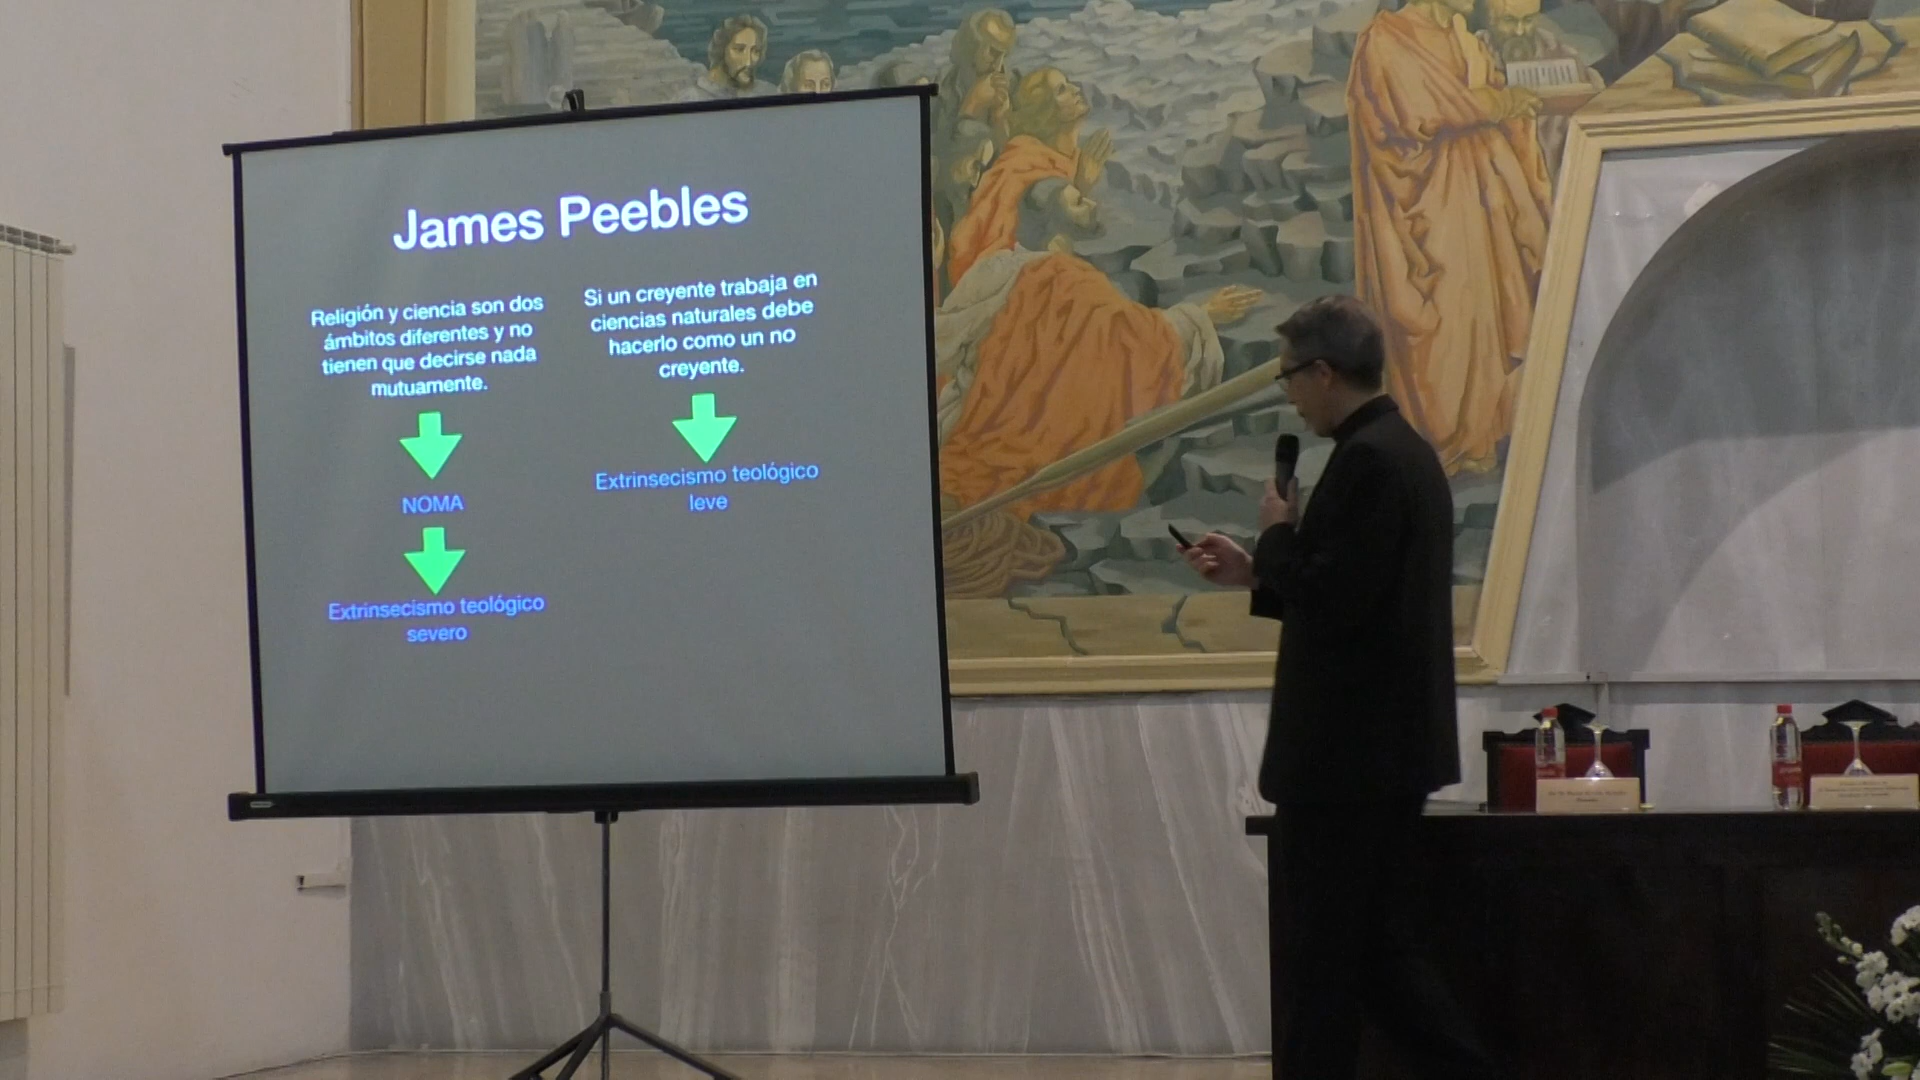 James Peebles
Religión y ciencia son dos
ámbitos diferentes y no
tienen que decirse nada
mutuamente.
NOMA
Extrinsecismo teológico
severo
Si un creyente trabaja en
ciencias naturales debe
hacerlo como un no
creyente.
Extrinsecismo teológico
leve